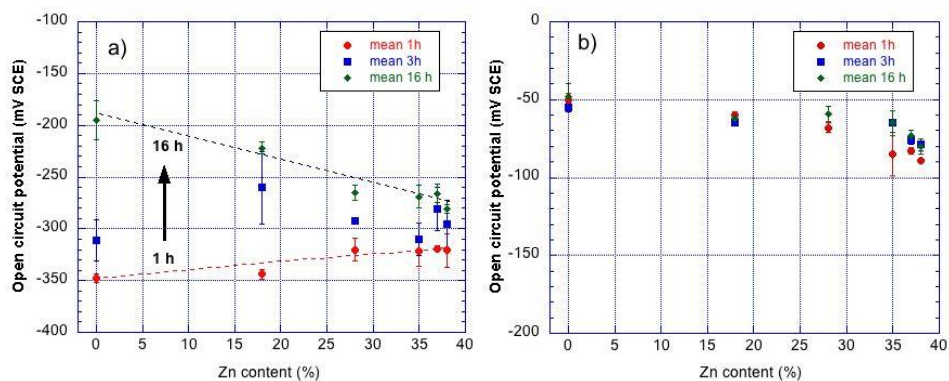 a)
mean 1h
mean 3h
mean 16 h
16 h
1 h
-100
-150
-200
-250
-300
-350
-400
Open circuit potential (mV SCE)
0 5 10 15 20 25 30 35 40
Zn content (%)
b)
mean 1h
mean 3h
mean 16 h
0
-50
-100
-150
-200
Open circuit potential (mV SCE)
0 5 10 15 20 25 30 35 40
Zn content (%)